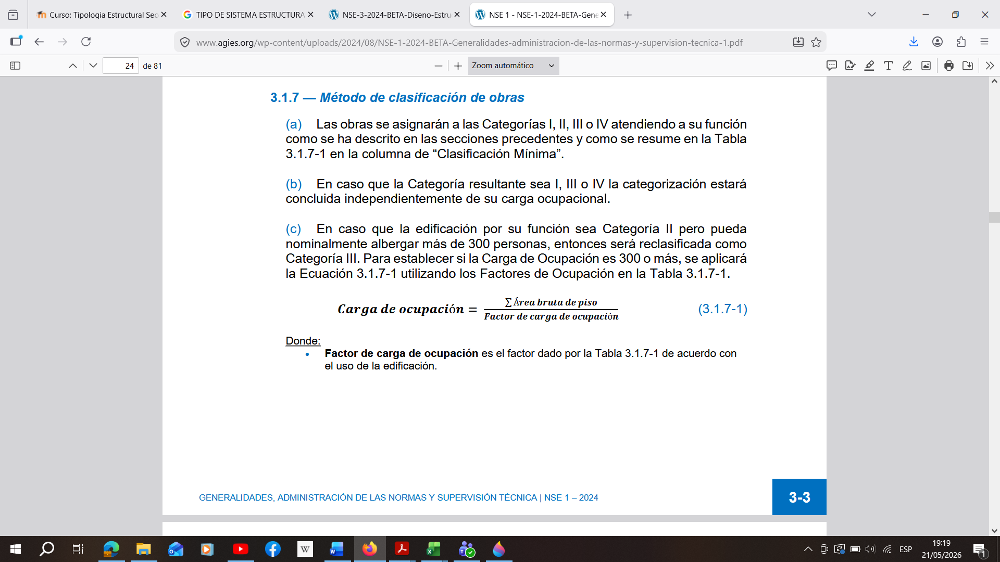 Curso: Tipologia Estructural Sec
TIPO DE SISTEMA ESTRUCTURA
NSE-3-2024-BETA-Diseno-Estru
NSE 1 - NSE-1-2024-BETA-Gene
www.agies.org/wp-content/uploads/2024/08/NSE-1-2024-BETA-Generalidades-administracion-de-las-normas-y-supervision-tecnica-1.pdf
24 de 81
Zoom automático
3.1.7 — Método de clasificación de obras
(a) Las obras se asignarán a las Categorías I, II, III o IV atendiendo a su función
como se ha descrito en las secciones precedentes y como se resume en la Tabla
3.1.7-1 en la columna de “Clasificación Mínima”.
(b) En caso que la Categoría resultante sea I, III o IV la categorización estará
concluida independientemente de su carga ocupacional.
(c) En caso que la edificación por su función sea Categoría II pero pueda
nominalmente albergar más de 300 personas, entonces será reclasificada como
Categoría III. Para establecer si la Carga de Ocupación es 300 o más, se aplicará
la Ecuación 3.1.7-1 utilizando los Factores de Ocupación en la Tabla 3.1.7-1.
∑ Área bruta de piso
Carga de ocupación = (3.1.7-1)
Factor de carga de ocupación
Donde:
• Factor de carga de ocupación es el factor dado por la Tabla 3.1.7-1 de acuerdo con
el uso de la edificación.
GENERALIDADES, ADMINISTRACIÓN DE LAS NORMAS Y SUPERVISIÓN TÉCNICA | NSE 1 – 2024
3-3
ESP
19:19
21/05/2026
1